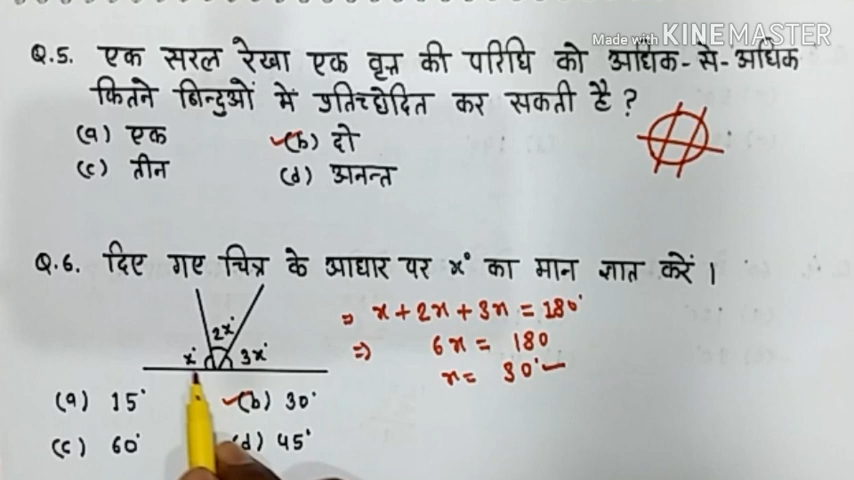 Made with KINEMASTER
Q.5. एक सरल रेखा एक वृत्त की परिधि को अधिक-से-अधिक
कितने बिन्दुओं में प्रतिच्छेदित कर सकती है ?
(a) एक (b) दो
(c) तीन (d) अनन्त
Q.6. दिए गए चित्र के आधार पर x° का मान ज्ञात करें ।
x° 2x° 3x°
= x + 2x + 3x = 180°
=> 6x = 180
x = 30°
(a) 15° (b) 30°
(c) 60° (d) 45°